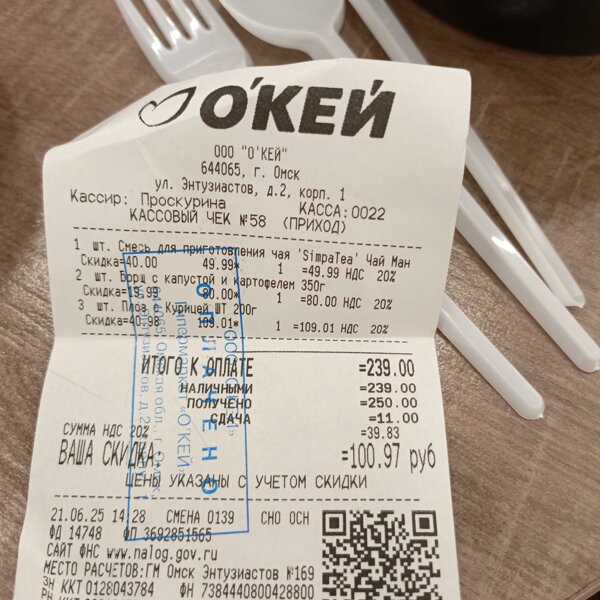 О'КЕЙ
ООО "О'КЕЙ"
644065, г. Омск
ул. Энтузиастов, д.2, корп. 1
Кассир: Проскурина КАССА:0022
КАССОВЫЙ ЧЕК №58 (ПРИХОД)
1 шт. Смесь для приготовления чая 'SimpaTea' Чай Ман
Скидка=40.00 49.99* 1 =49.99 НДС 20%
2 шт. Борщ с капустой и картофелем 350г
Скидка=19.99 80.00* 1 =80.00 НДС 20%
3 шт. Плов с Курицей ШТ 200г
Скидка=40.98 109.01* 1 =109.01 НДС 20%
ИТОГО К ОПЛАТЕ =239.00
НАЛИЧНЫМИ =239.00
ПОЛУЧЕНО =250.00
СДАЧА =11.00
СУММА НДС 20% =39.83
ВАША СКИДКА: =100.97 руб
ЦЕНЫ УКАЗАНЫ С УЧЕТОМ СКИДКИ
21.06.25 14:28 СМЕНА 0139 СНО ОСН
ФД 14748 ФП 3692851565
САЙТ ФНС www.nalog.gov.ru
МЕСТО РАСЧЕТОВ:ГМ Омск Энтузиастов №169
ЗН ККТ 0128043784 ФН 7384440800428800
ОПЛАЧЕНО
ООО «О'КЕЙ»
Гипермаркет «О'КЕЙ»